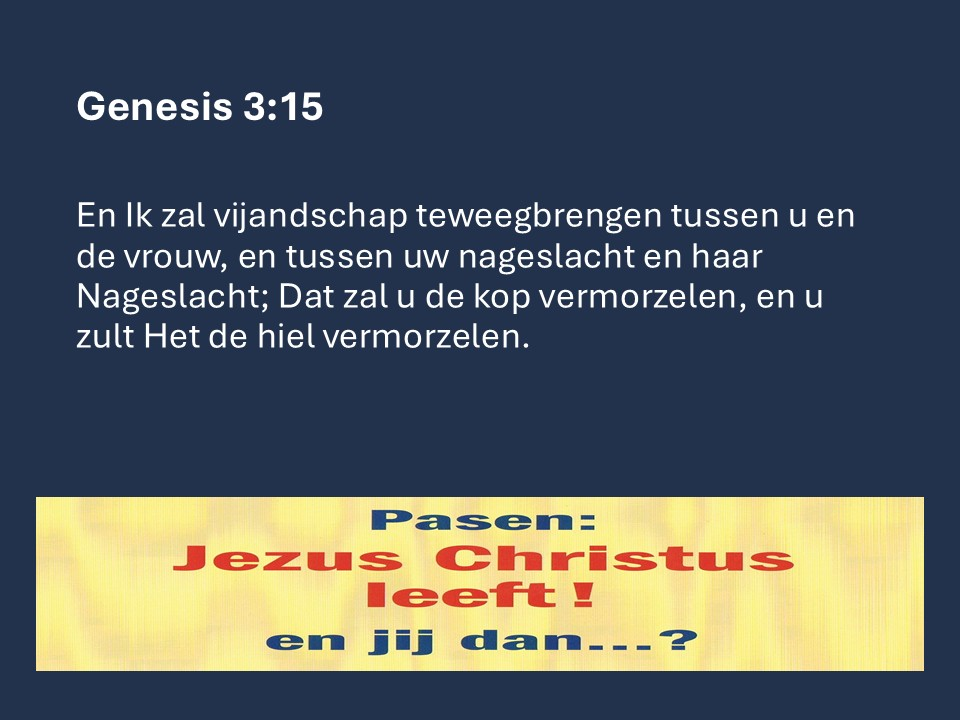 Genesis 3:15
En Ik zal vijandschap teweegbrengen tussen u en
de vrouw, en tussen uw nageslacht en haar
Nageslacht; Dat zal u de kop vermorzelen, en u
zult Het de hiel vermorzelen.
Pasen:
Jezus Christus
leeft!
en jij dan...?